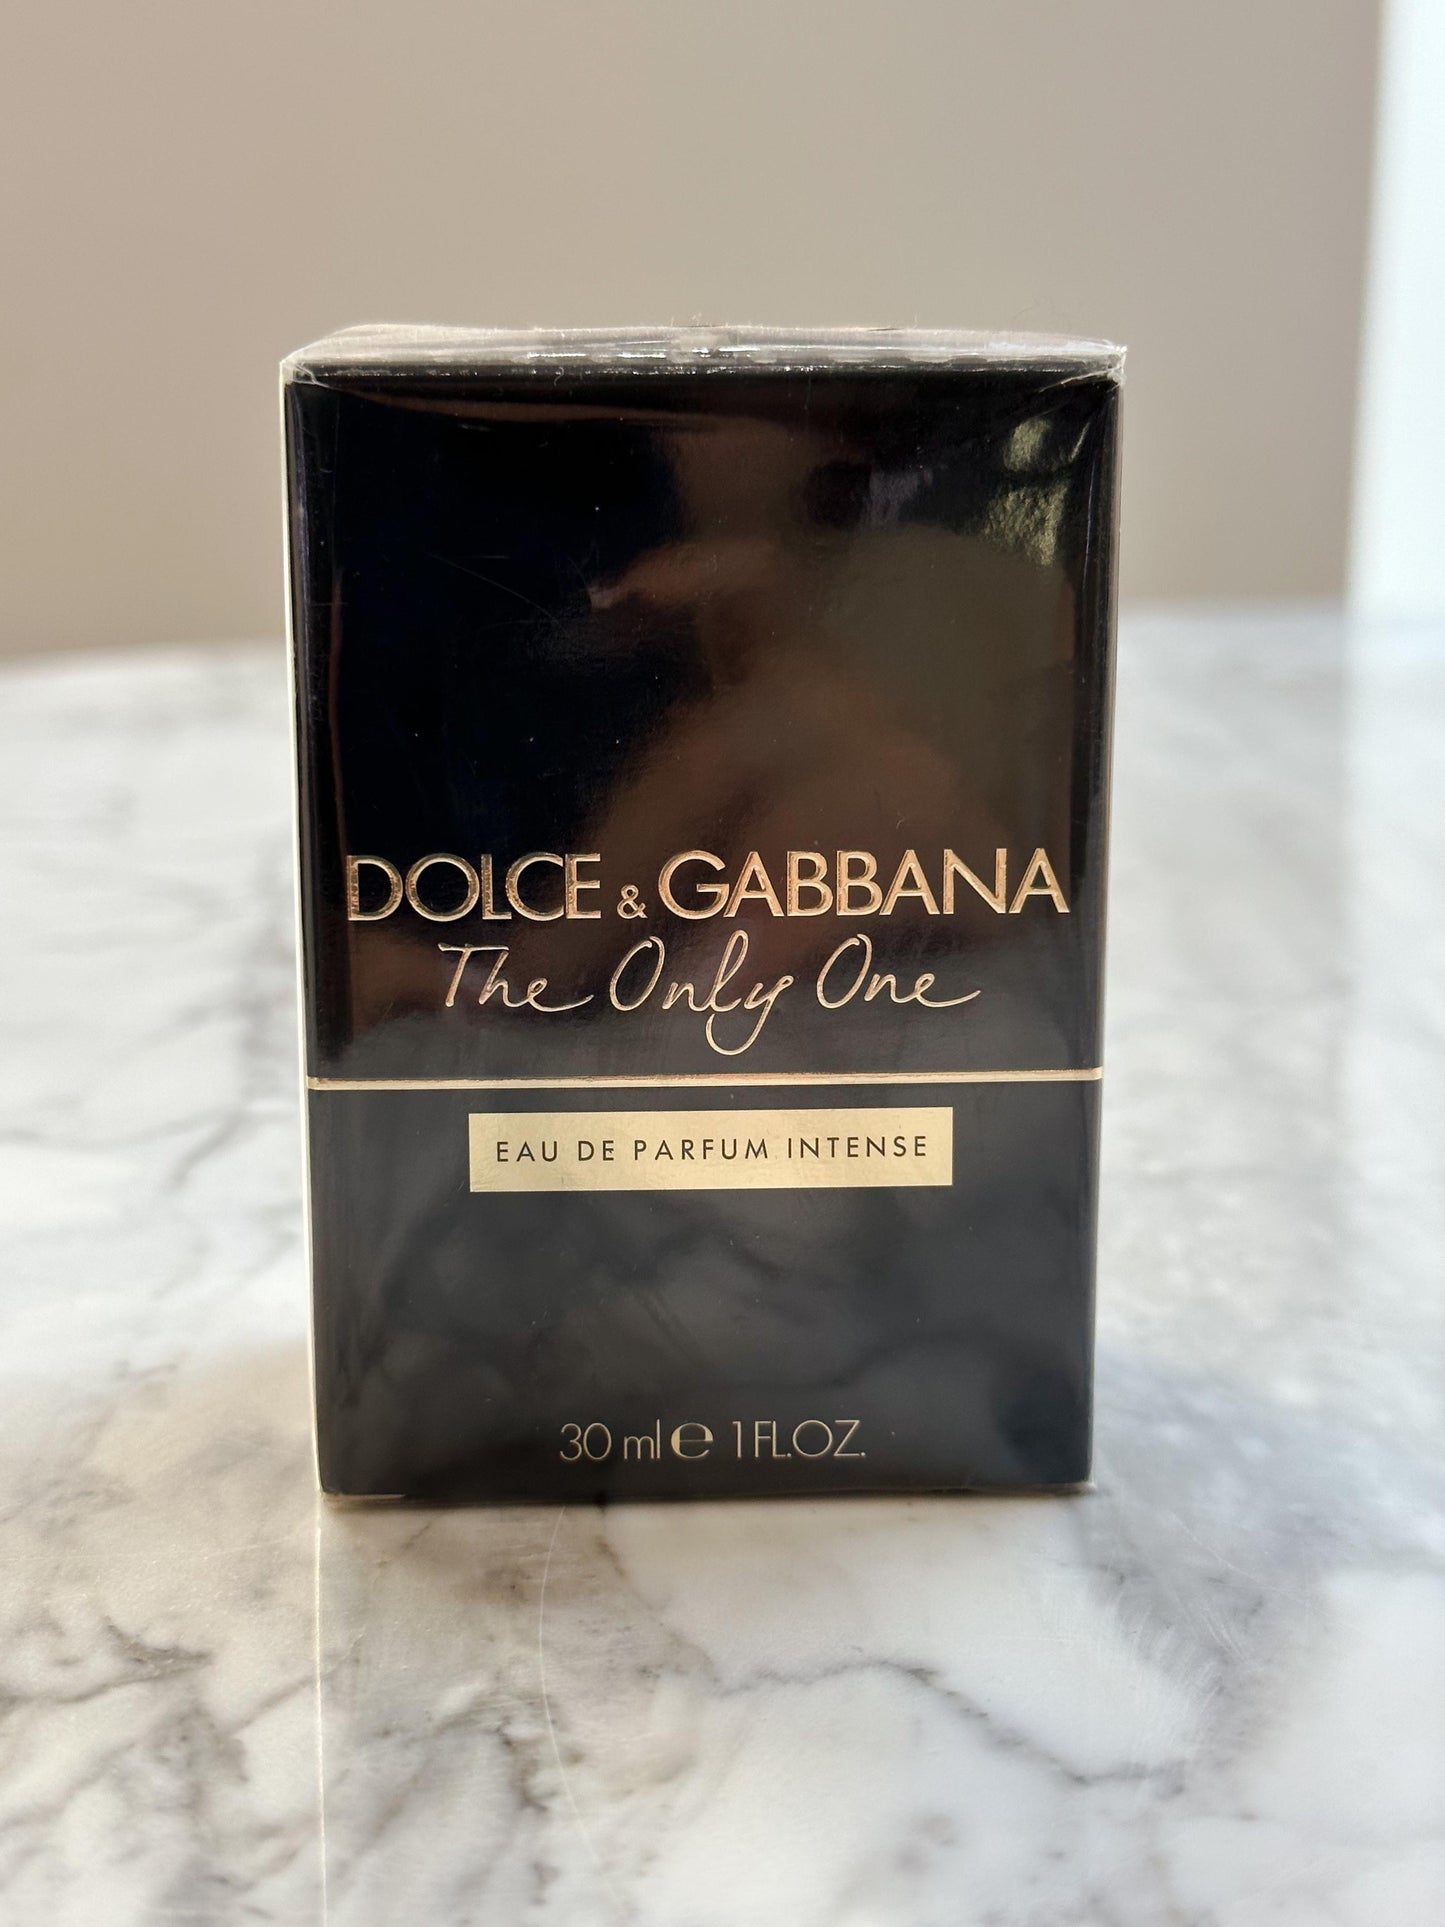 DOLCE & GABBANA
The Only One
EAU DE PARFUM INTENSE
30 ml ℮ 1 FL.OZ.